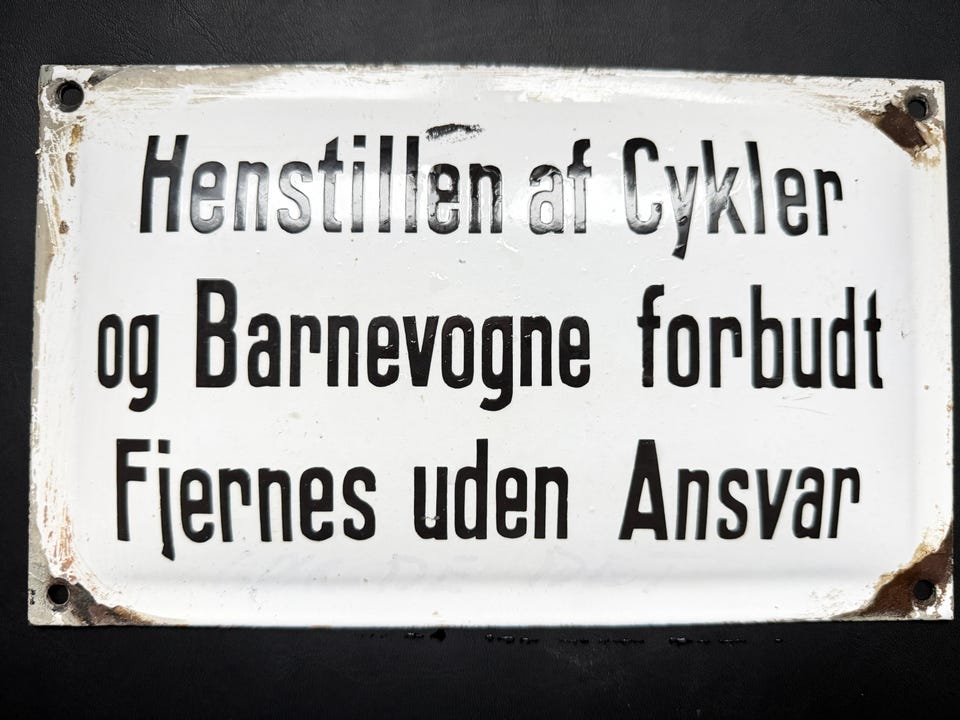 Henstillen af Cykler
og Barnevogne forbudt
Fjernes uden Ansvar